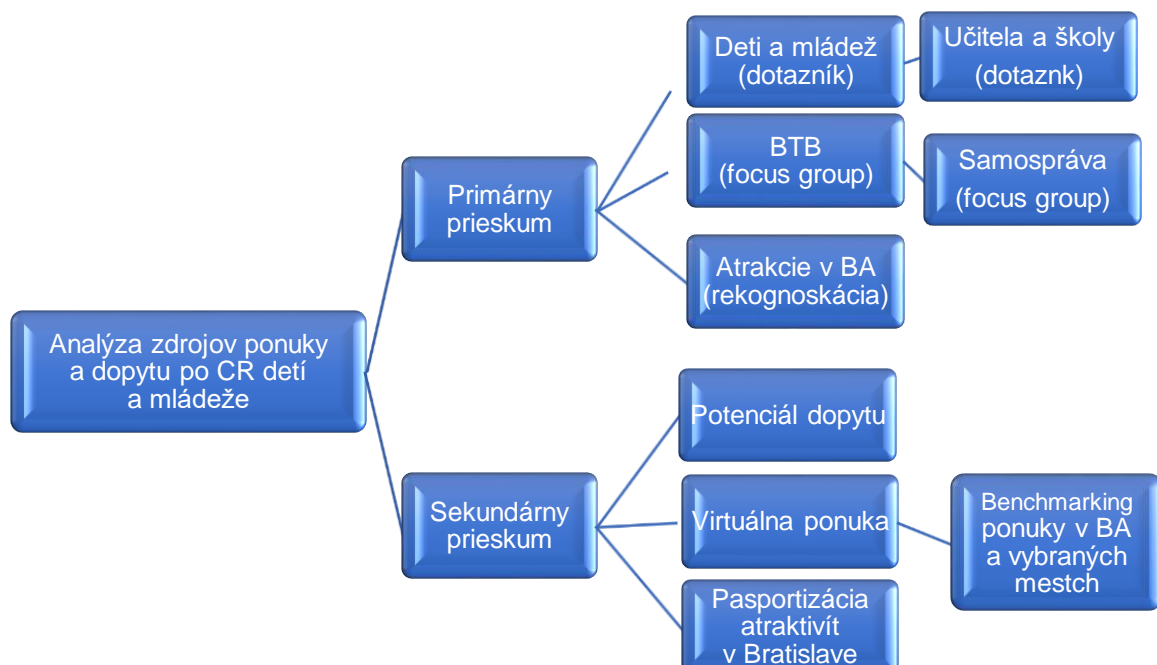 Deti a mládež
(dotazník)
Učitela a školy
(dotaznk)
BTB
(focus group)
Samospráva
(focus group)
Primárny
prieskum
Atrakcie v BA
(rekognoskácia)
Analýza zdrojov ponuky
a dopytu po CR detí
a mládeže
Potenciál dopytu
Sekundárny
prieskum
Virtuálna ponuka
Benchmarking
ponuky v BA
a vybraných
mestch
Pasportizácia
atraktivít
v Bratislave